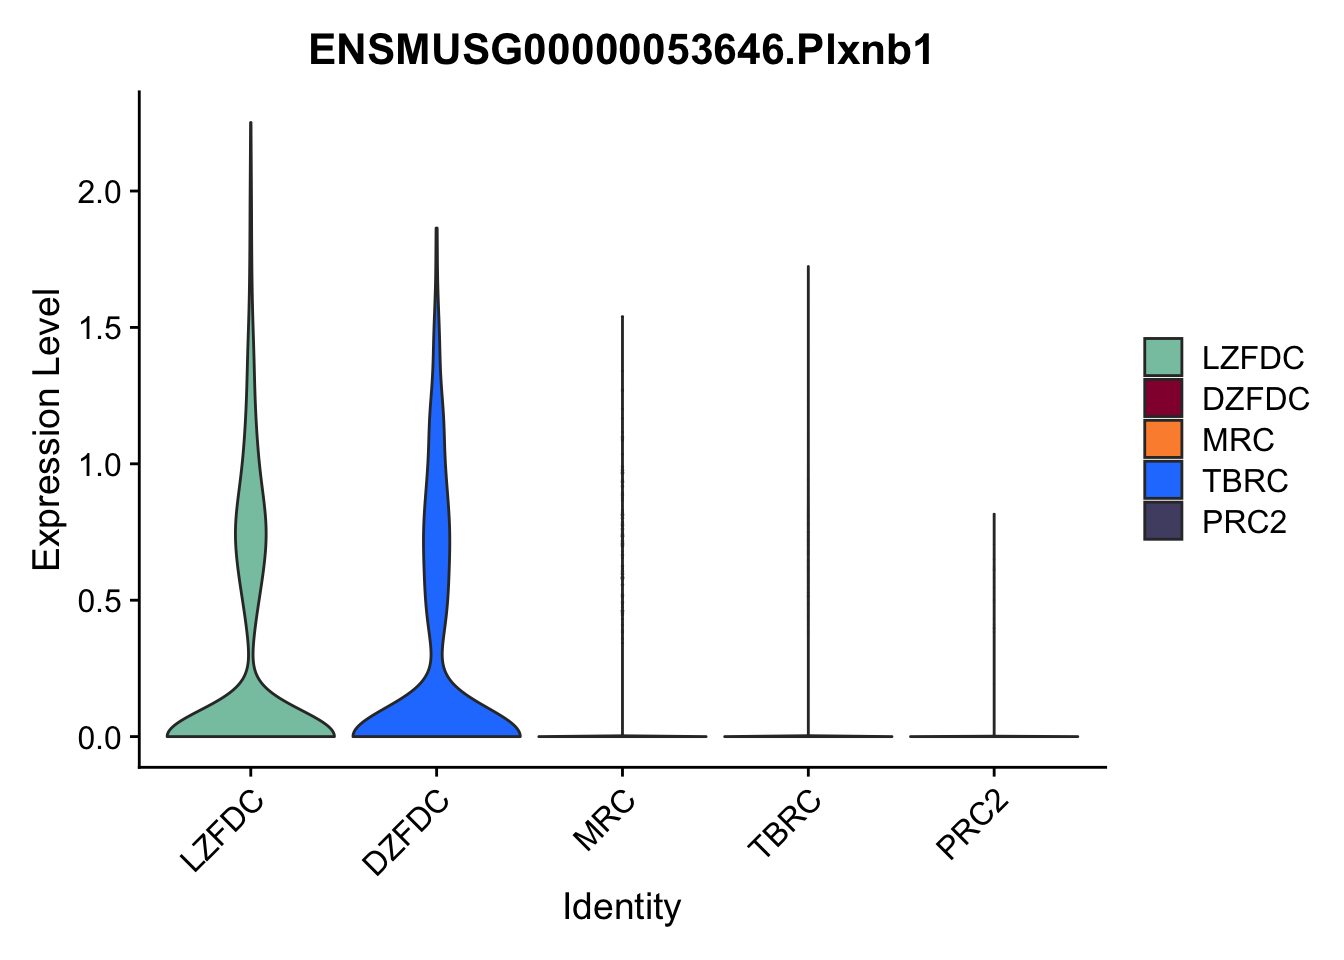 ENSMUSG00000053646.Plxnb1
Expression Level
2.0
1.5
1.0
0.5
0.0
LZFDC
DZFDC
MRC
TBRC
PRC2
Identity
LZFDC
DZFDC
MRC
TBRC
PRC2